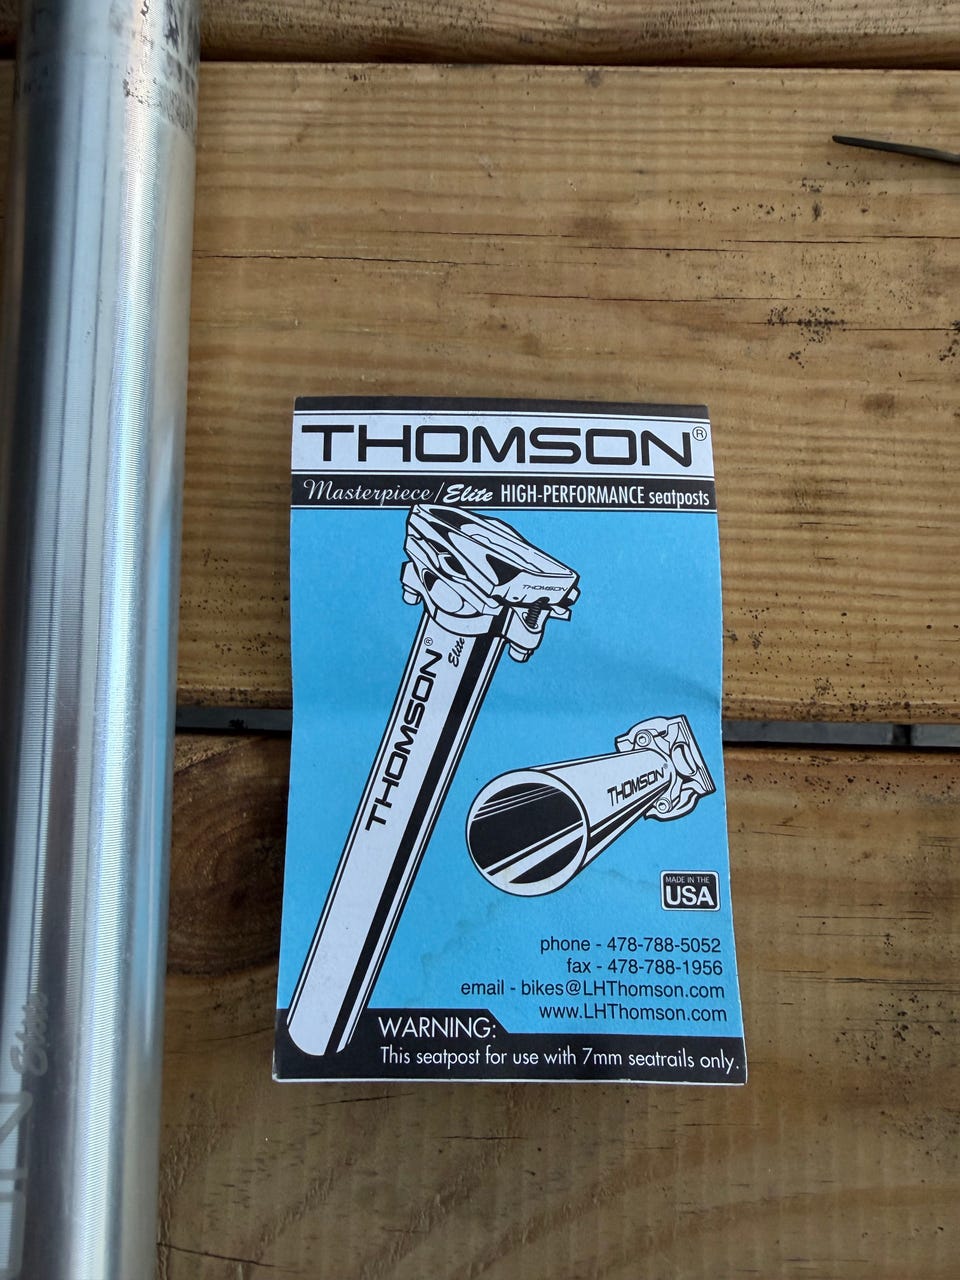 THOMSON®
Masterpiece/Elite HIGH-PERFORMANCE seatposts
THOMSON
THOMSON® Elite
THOMSON®
MADE IN THE
USA
phone - 478-788-5052
fax - 478-788-1956
email - bikes@LHThomson.com
www.LHThomson.com
WARNING:
This seatpost for use with 7mm seatrails only.
Elite